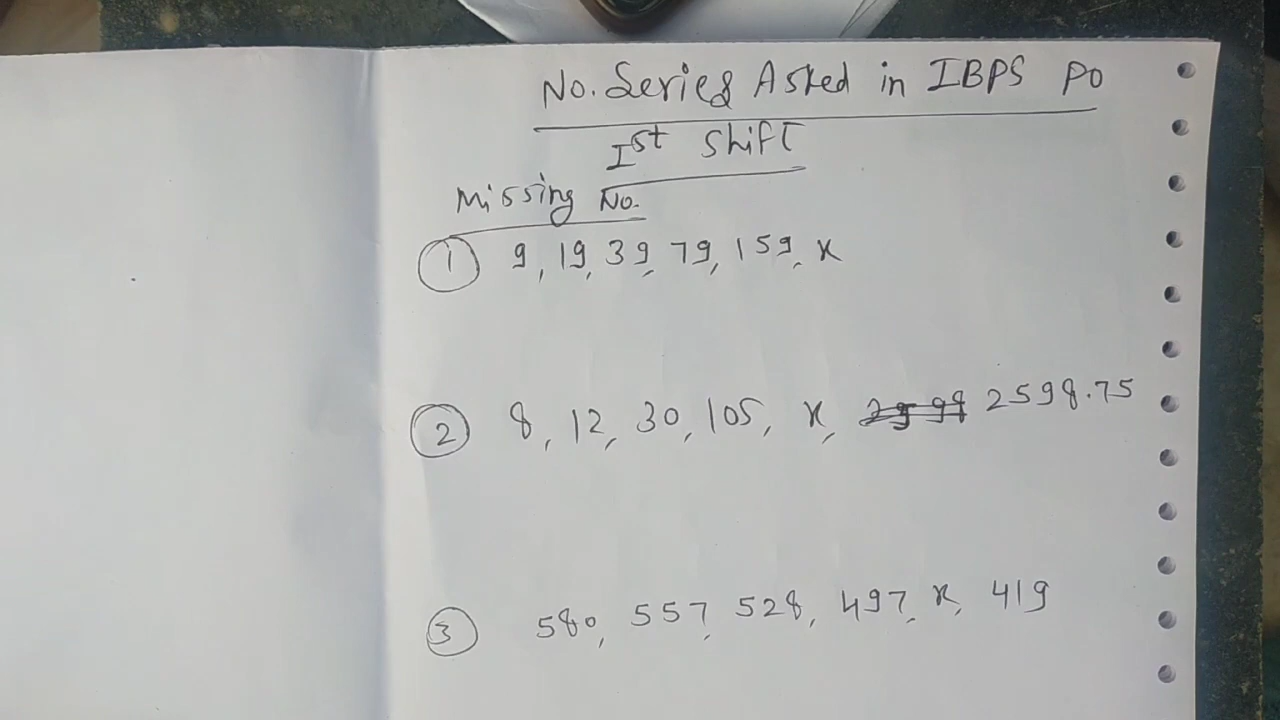 No. Series Asked in IBPS PO
Ist Shift
Missing No.
① 9, 19, 39, 79, 159, x
② 8, 12, 30, 105, x, 2598.75
③ 580, 557, 528, 497, x, 419